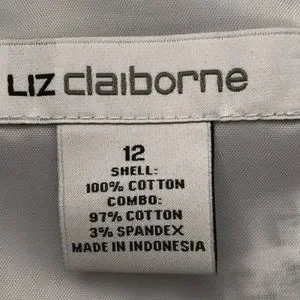 LIZ claiborne
12
SHELL:
100% COTTON
COMBO:
97% COTTON
3% SPANDEX
MADE IN INDONESIA